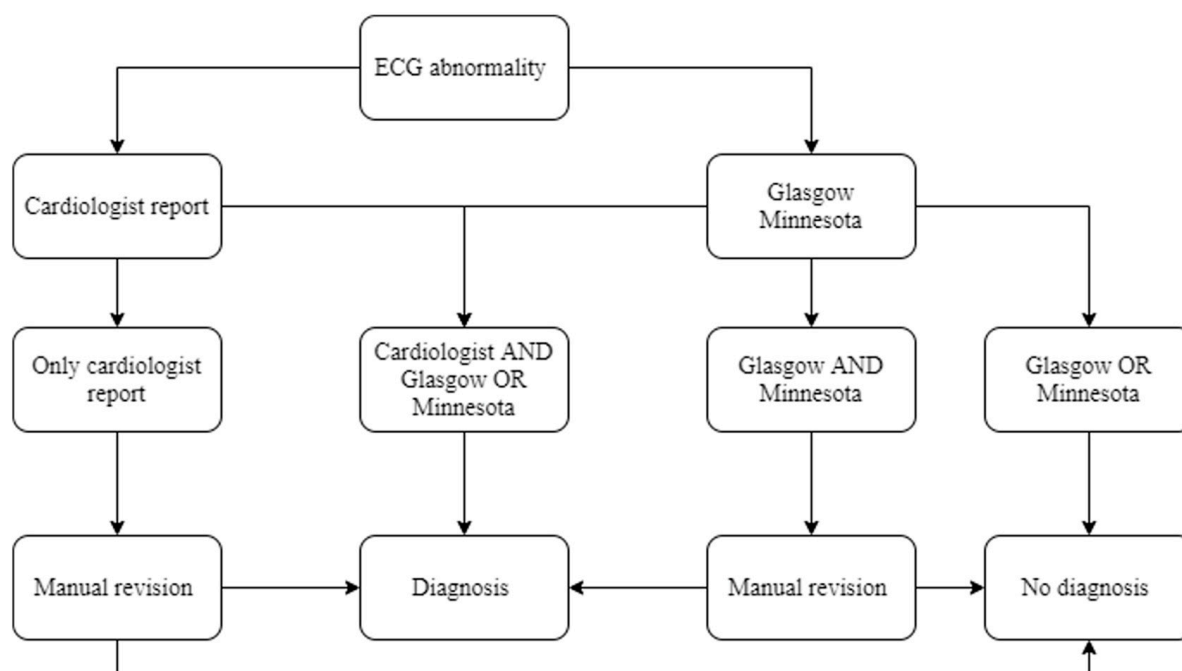 ECG abnormality
Cardiologist report
Glasgow
Minnesota
Only cardiologist
report
Cardiologist AND
Glasgow OR
Minnesota
Glasgow AND
Minnesota
Glasgow OR
Minnesota
Manual revision
Diagnosis
Manual revision
No diagnosis